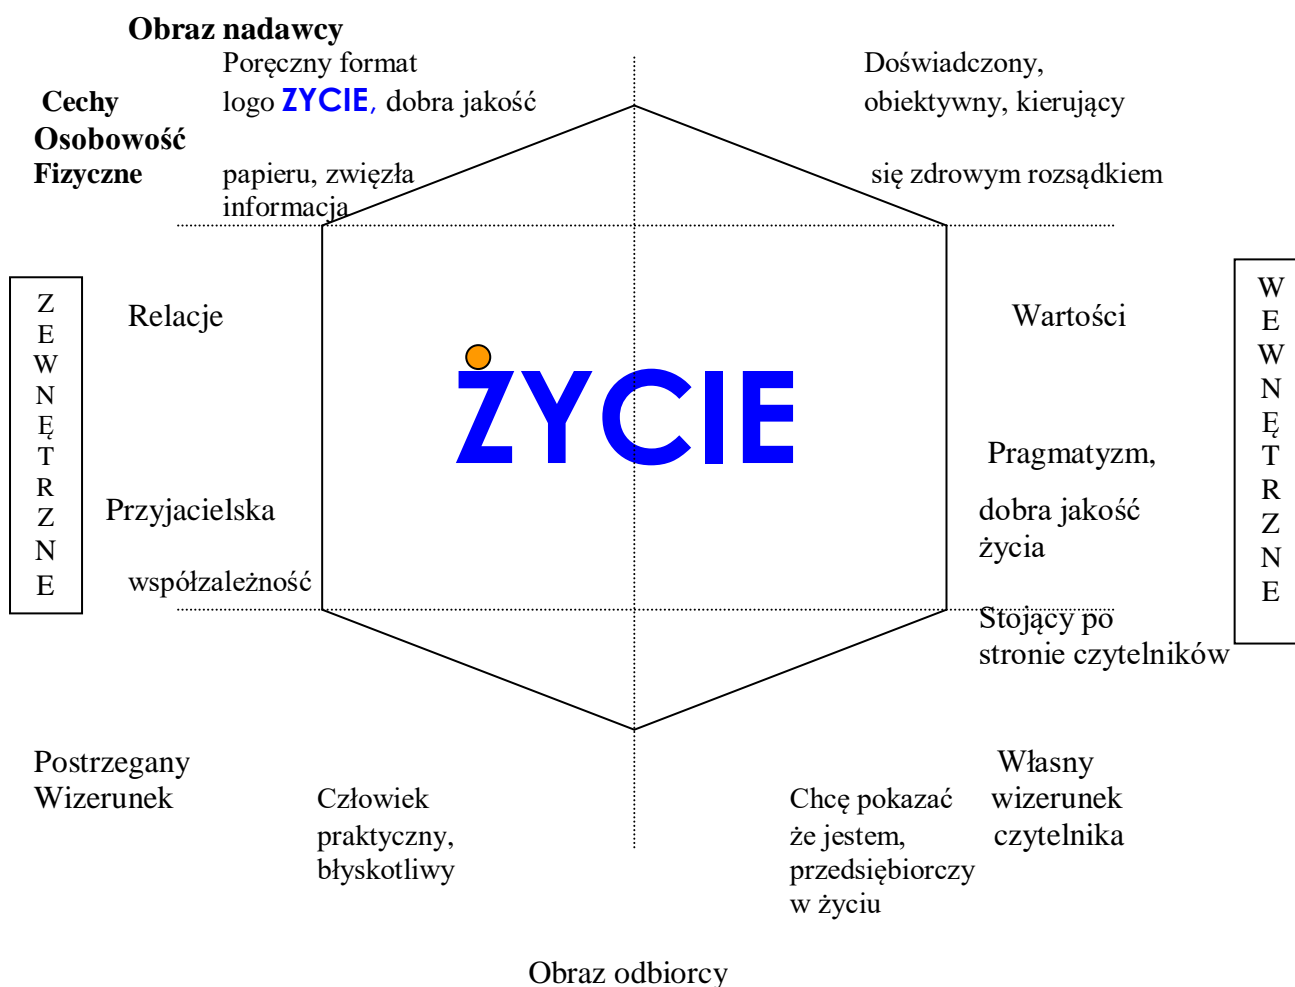 Obraz nadawcy
Poręczny format
Doświadczony,
Cechy
logo ZYCIE, dobra jakość
obiektywny, kierujący
Osobowość
Fizyczne
papieru, zwięzła
się zdrowym rozsądkiem
informacja
ZEWNĘTRZNE
WEWNĘTRZNE
Relacje
Wartości
ŻYCIE
Pragmatyzm,
Przyjacielska
dobra jakość
życia
współzależność
Stojący po
stronie czytelników
Postrzegany
Wizerunek
Człowiek
praktyczny,
błyskotliwy
Chcę pokazać
że jestem,
przedsiębiorczy
w życiu
Własny
wizerunek
czytelnika
Obraz odbiorcy